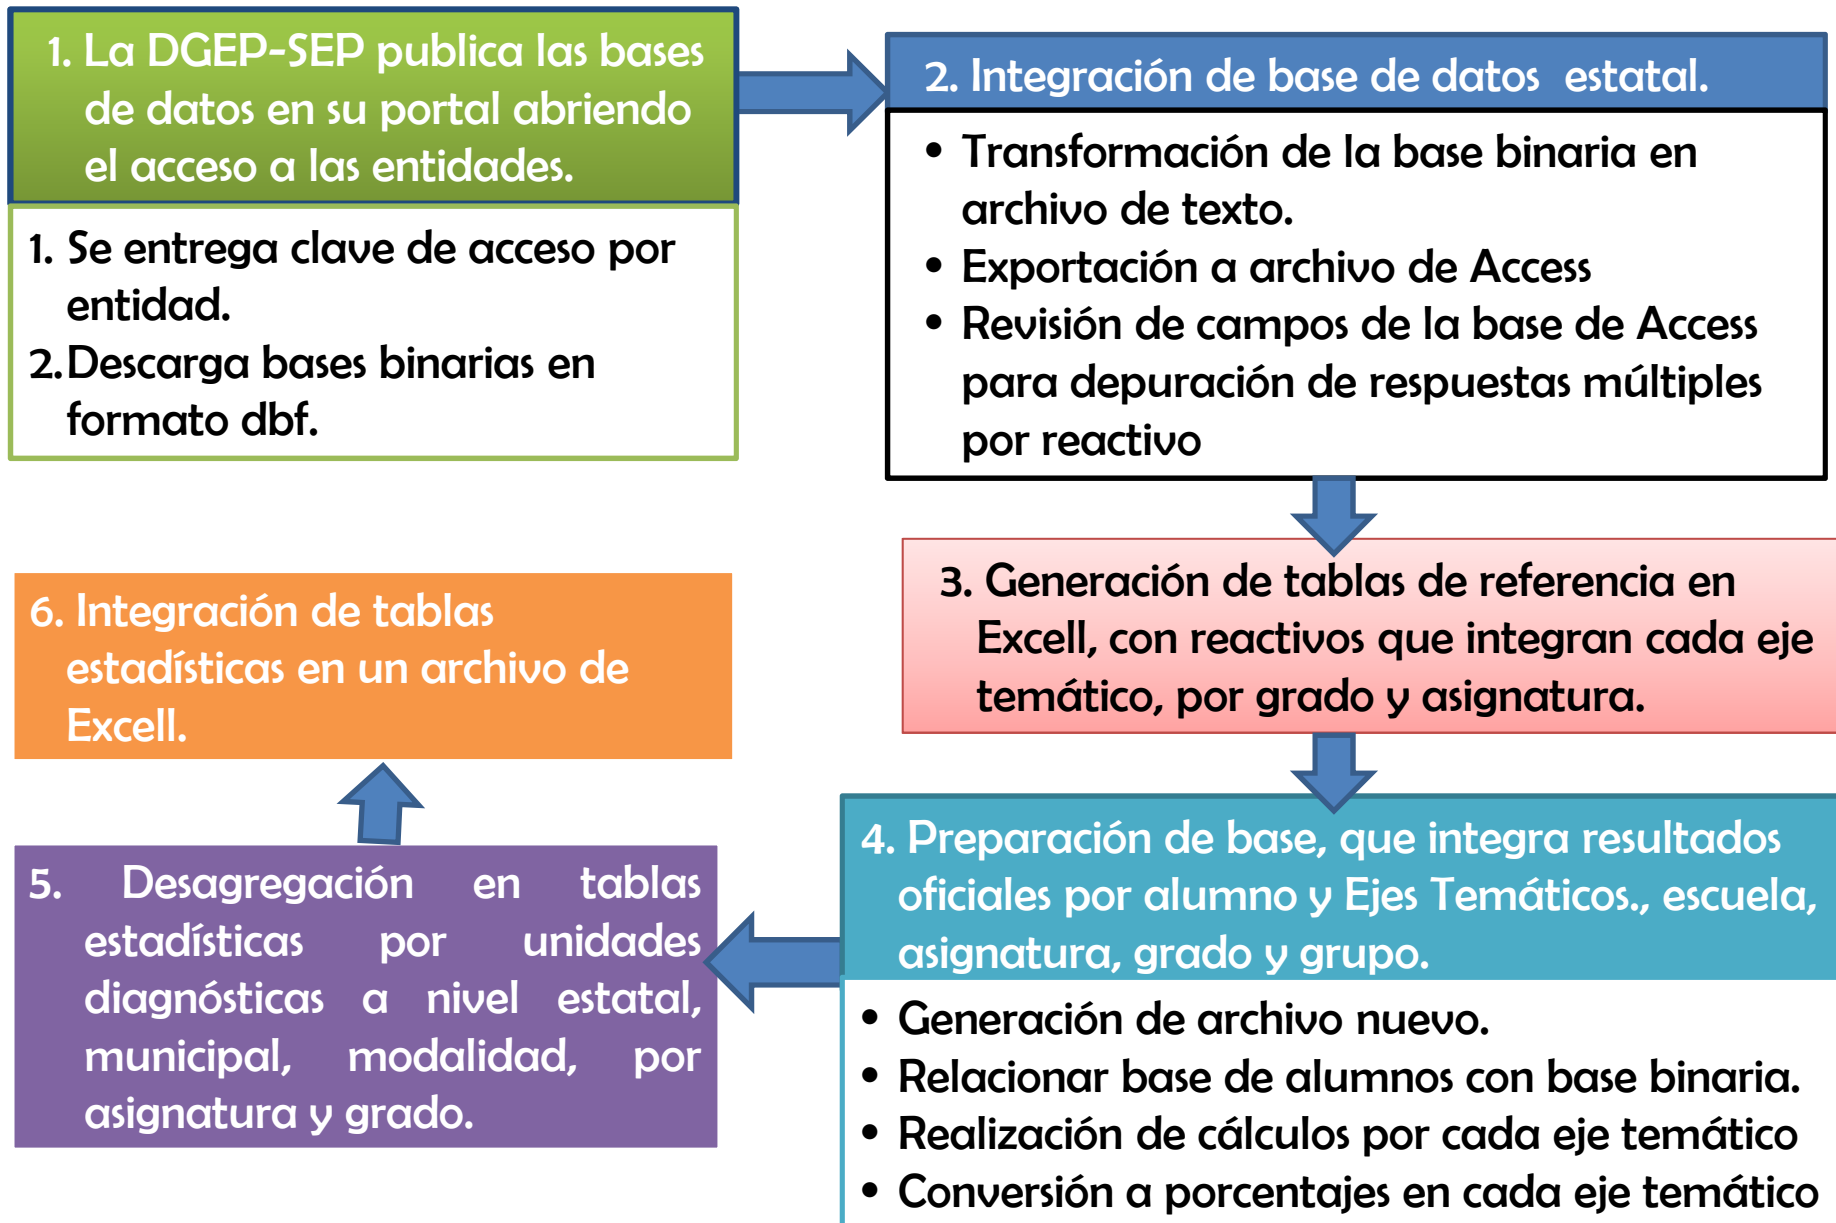 1. La DGEP-SEP publica las bases
de datos en su portal abriendo
el acceso a las entidades.
1. Se entrega clave de acceso por
entidad.
2. Descarga bases binarias en
formato dbf.
2. Integración de base de datos estatal.
• Transformación de la base binaria en
archivo de texto.
• Exportación a archivo de Access
• Revisión de campos de la base de Access
para depuración de respuestas múltiples
por reactivo
3. Generación de tablas de referencia en
Excell, con reactivos que integran cada eje
temático, por grado y asignatura.
4. Preparación de base, que integra resultados
oficiales por alumno y Ejes Temáticos., escuela,
asignatura, grado y grupo.
• Generación de archivo nuevo.
• Relacionar base de alumnos con base binaria.
• Realización de cálculos por cada eje temático
• Conversión a porcentajes en cada eje temático
5. Desagregación en tablas
estadísticas por unidades
diagnósticas a nivel estatal,
municipal, modalidad, por
asignatura y grado.
6. Integración de tablas
estadísticas en un archivo de
Excell.